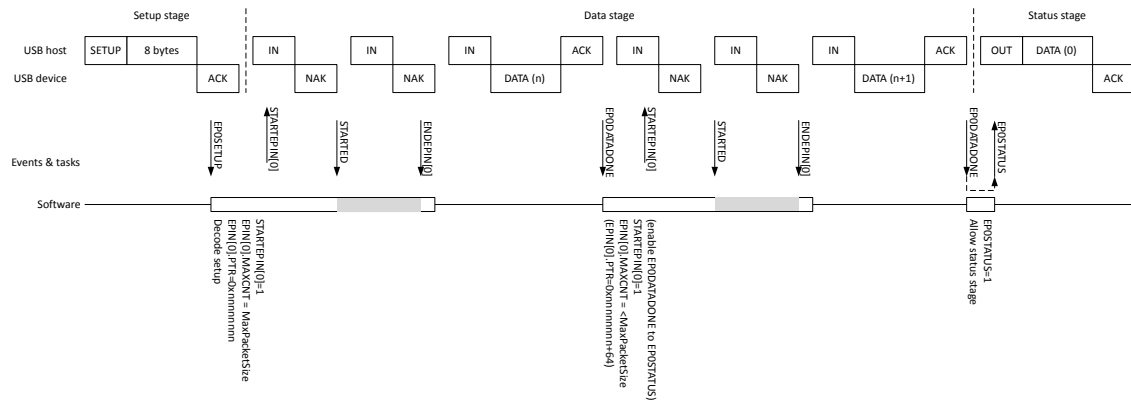 Setup stage
Data stage
Status stage
USB host
SETUP
8 bytes
IN
IN
IN
ACK
IN
IN
IN
ACK
OUT
DATA (0)
USB device
ACK
NAK
NAK
DATA (n)
NAK
NAK
DATA (n+1)
ACK
Events & tasks
EP0SETUP
STARTEPIN[0]
STARTED
ENDEPIN[0]
EP0DATADONE
STARTEPIN[0]
STARTED
ENDEPIN[0]
EP0DATADONE
EP0STATUS
Software
Decode setup
EPIN[0].PTR=0xnnnnnnnn
EPIN[0].MAXCNT = MaxPacketSize
STARTEPIN[0]=1
(EPIN[0].PTR=0xnnnnnnnn+64)
EPIN[0].MAXCNT = <MaxPacketSize
STARTEPIN[0]=1
(enable EP0DATADONE to EP0STATUS)
Allow status stage
EP0STATUS=1